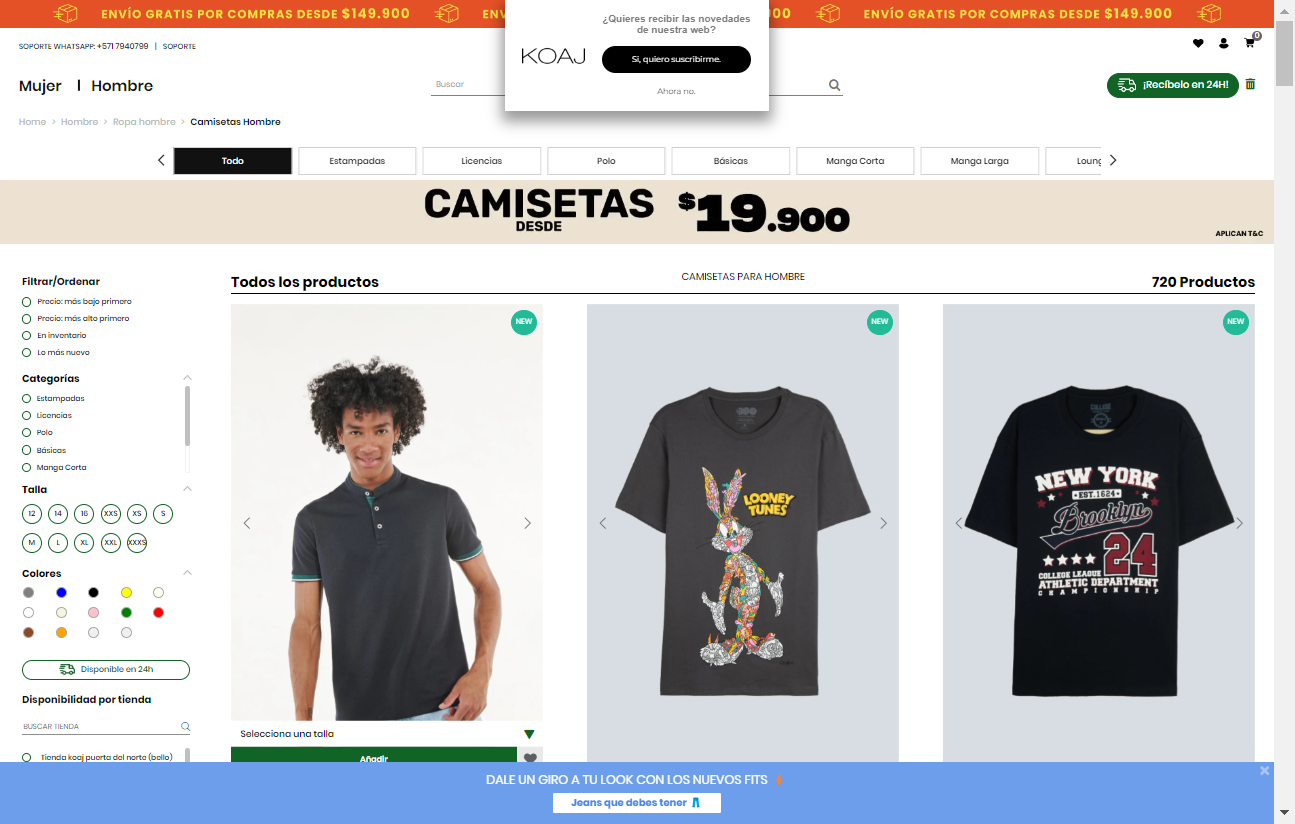 ENVÍO GRATIS POR COMPRAS DESDE $149.900
ENVÍO GRATIS POR COMPRAS DESDE $149.900
¿Quieres recibir las novedades
de nuestra web?
KOAJ
Sí, quiero suscribirme.
Ahora no.
SOPORTE WHATSAPP: +571 7940799 | SOPORTE
0
Mujer | Hombre
Buscar
¡Recíbelo en 24H!
Home > Hombre > Ropa hombre > Camisetas Hombre
Todo
Estampadas
Licencias
Polo
Básicas
Manga Corta
Manga Larga
Loung
CAMISETAS
DESDE
$19.900
APLICAN T&C
Filtrar/Ordenar
Precio: más bajo primero
Precio: más alto primero
En inventario
Lo más nuevo
Categorías
Estampadas
Licencias
Polo
Básicas
Manga Corta
Talla
12 14 16 XXS XS S
M L XL XXL XXXS
Colores
Disponible en 24h
Disponibilidad por tienda
BUSCAR TIENDA
Tienda koaj puerta del norte (bello)
Todos los productos
CAMISETAS PARA HOMBRE
720 Productos
NEW
Selecciona una talla
Añadir
NEW
LOONEY
TUNES
NEW
NEW YORK
EST. 1624
Brooklyn
24
COLLEGE LEAGUE
ATHLETIC DEPARTMENT
CHAMPIONSHIP
DALE UN GIRO A TU LOOK CON LOS NUEVOS FITS
Jeans que debes tener